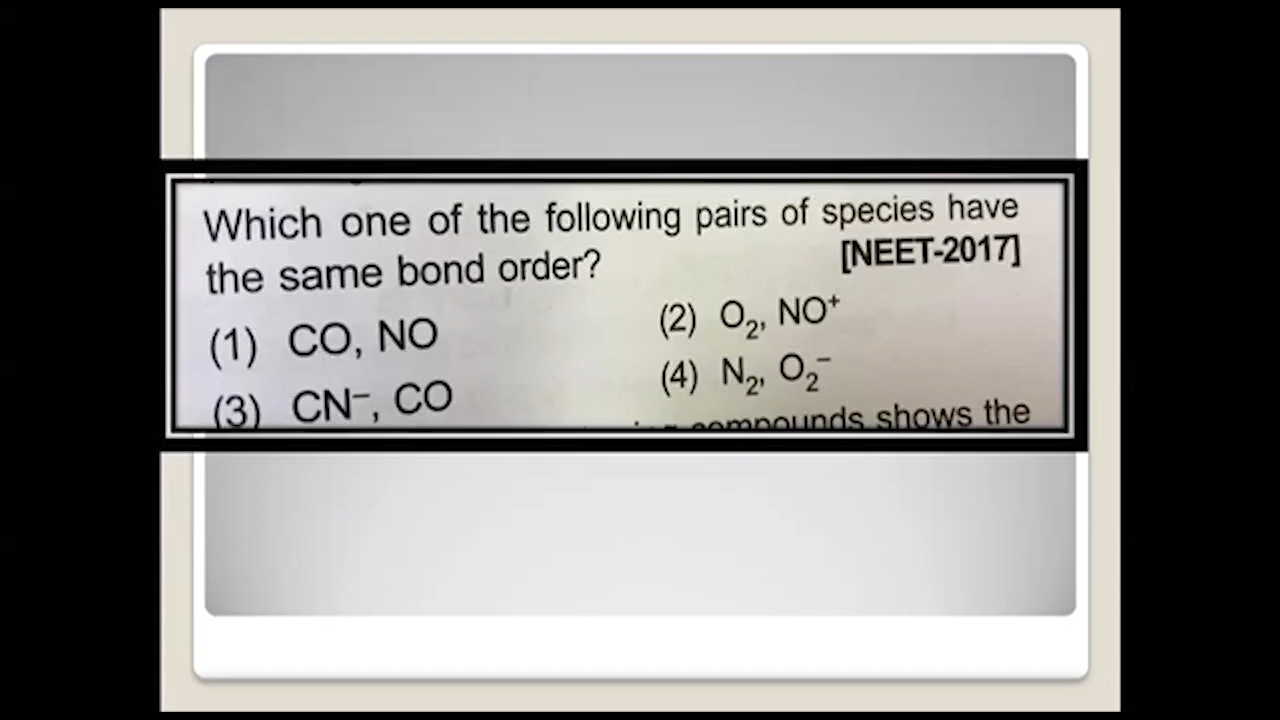 Which one of the following pairs of species have
the same bond order? [NEET-2017]
(1) CO, NO (2) O₂, NO⁺
(3) CN⁻, CO (4) N₂, O₂⁻
compounds shows the